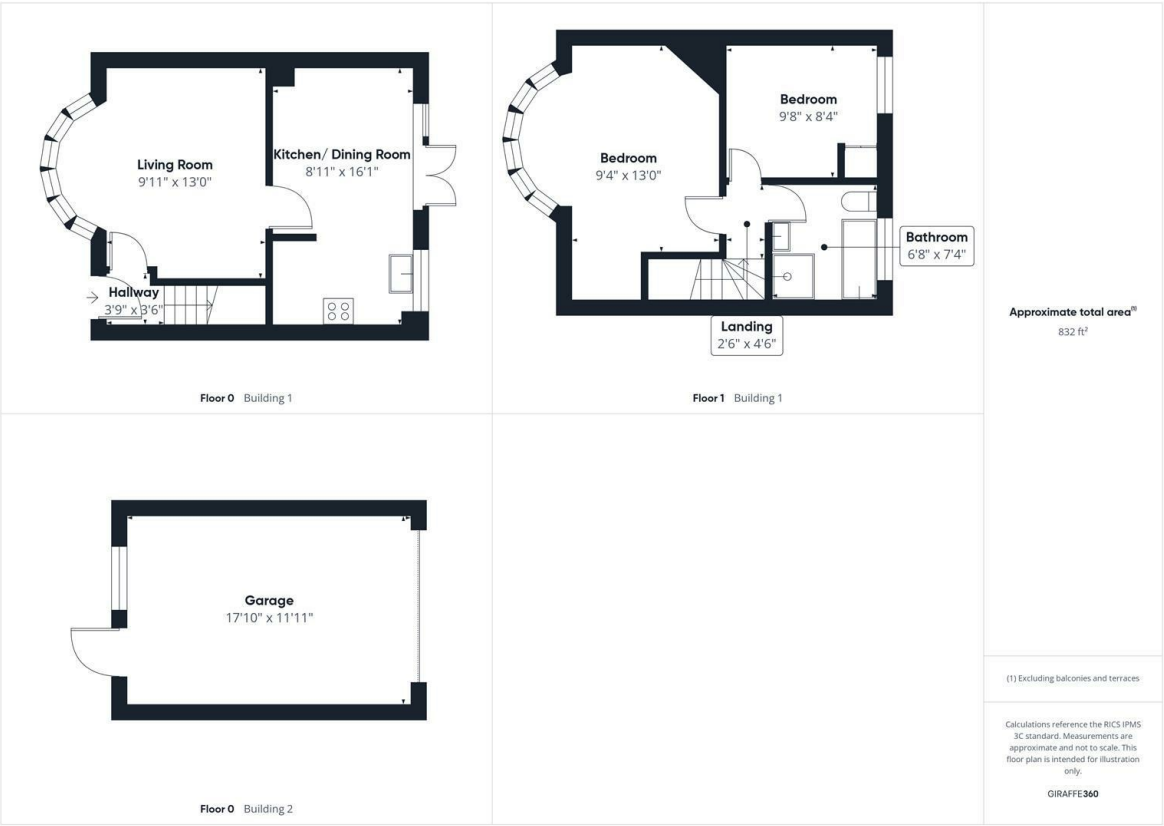 Living Room
9'11" x 13'0"
Kitchen/ Dining Room
8'11" x 16'1"
Hallway
3'9" x 3'6"
Floor 0 Building 1
Bedroom
9'4" x 13'0"
Bedroom
9'8" x 8'4"
Bathroom
6'8" x 7'4"
Landing
2'6" x 4'6"
Floor 1 Building 1
Garage
17'10" x 11'11"
Floor 0 Building 2
Approximate total area(1)
832 ft²
(1) Excluding balconies and terraces
Calculations reference the RICS IPMS
3C standard. Measurements are
approximate and not to scale. This
floor plan is intended for illustration
only.
GIRAFFE360